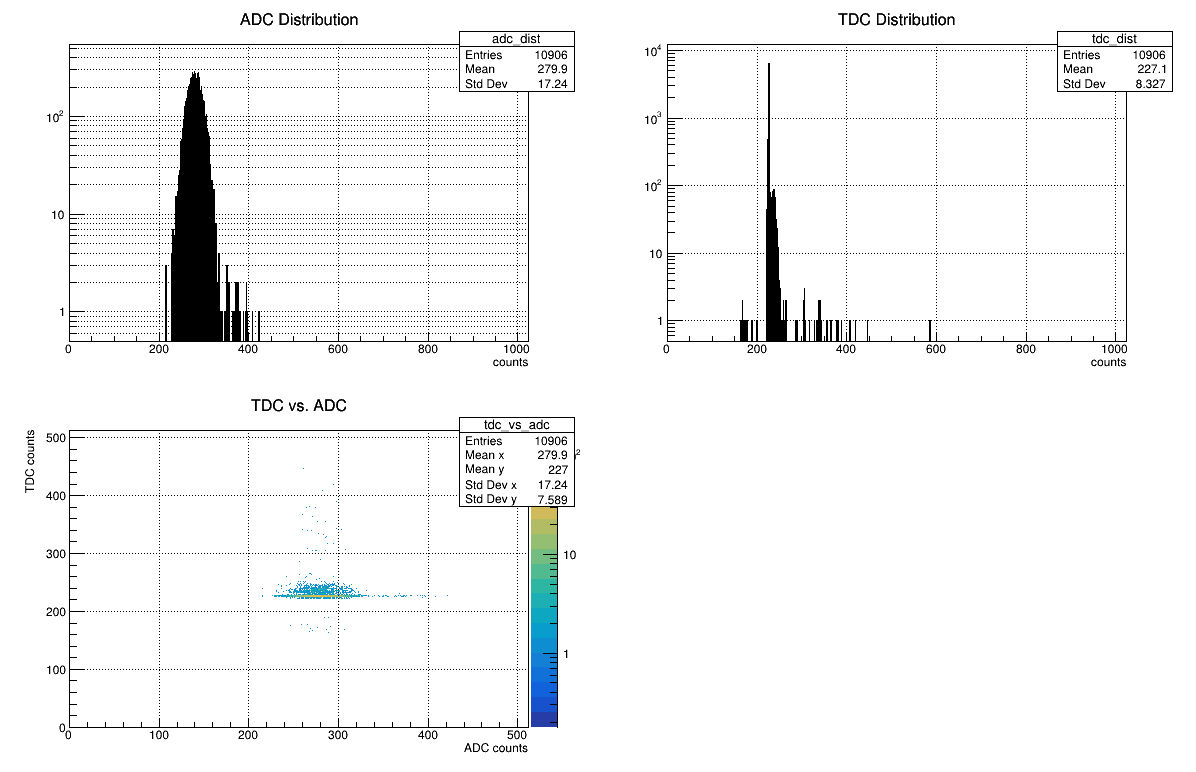 ADC Distribution
adc_dist
Entries 10906
Mean 279.9
Std Dev 17.24
10²
10
1
0 200 400 600 800 1000
counts
TDC Distribution
tdc_dist
Entries 10906
Mean 227.1
Std Dev 8.327
10⁴
10³
10²
10
1
0 200 400 600 800 1000
counts
TDC vs. ADC
tdc_vs_adc
Entries 10906
Mean x 279.9
Mean y 227
Std Dev x 17.24
Std Dev y 7.589
2
TDC counts
500
400
300
200
100
0
10
1
0 100 200 300 400 500
ADC counts